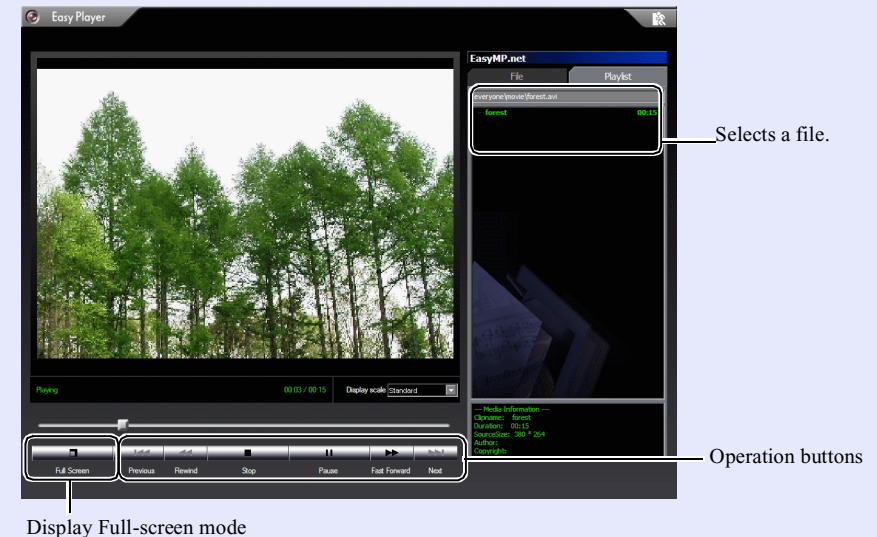 Easy Player
EasyMP.net
File
Playlist
everyone\movie\forest.avi
forest 00:15
Selects a file.
Playing 00:03 / 00:15 Display scale Standard
--- Media Information ---
Clipname: forest
Duration: 00:15
SourceSize: 380 * 264
Author:
Copyright:
Full Screen
Previous
Rewind
Stop
Pause
Fast Forward
Next
Operation buttons
Display Full-screen mode